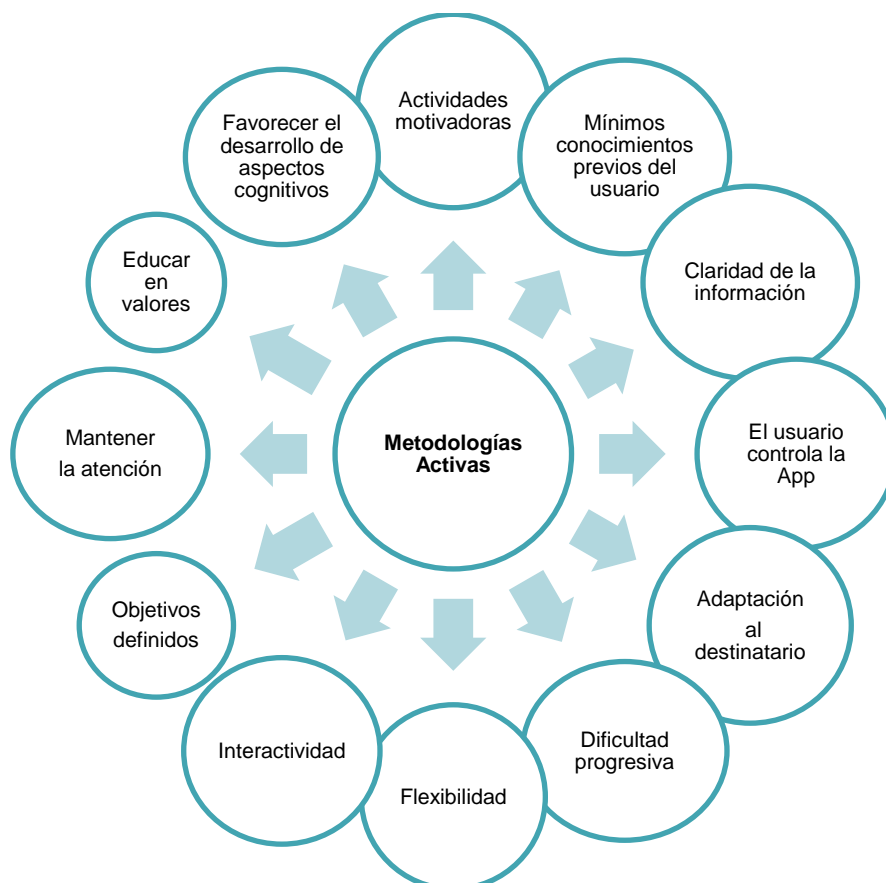 Actividades
motivadoras
Mínimos
conocimientos
previos del
usuario
Claridad de la
información
El usuario
controla la
App
Adaptación
al
destinatario
Dificultad
progresiva
Flexibilidad
Interactividad
Objetivos
definidos
Mantener
la atención
Educar
en
valores
Favorecer el
desarrollo de
aspectos
cognitivos
Metodologías
Activas